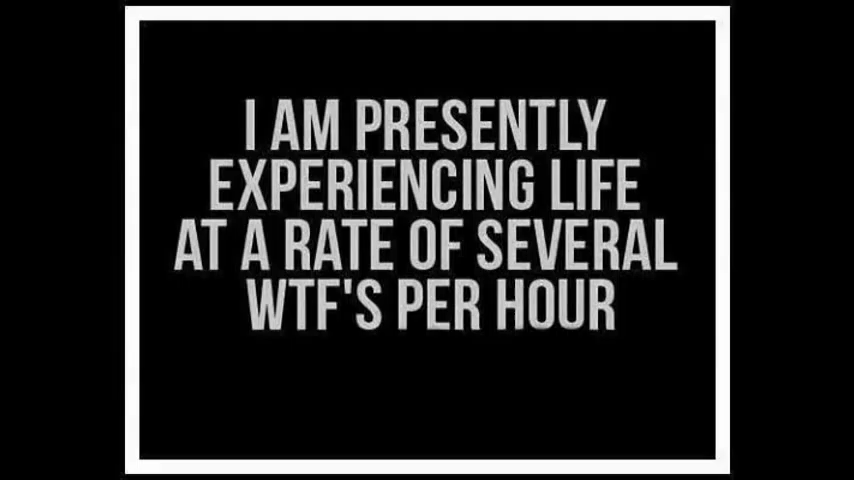 I AM PRESENTLY
EXPERIENCING LIFE
AT A RATE OF SEVERAL
WTF'S PER HOUR